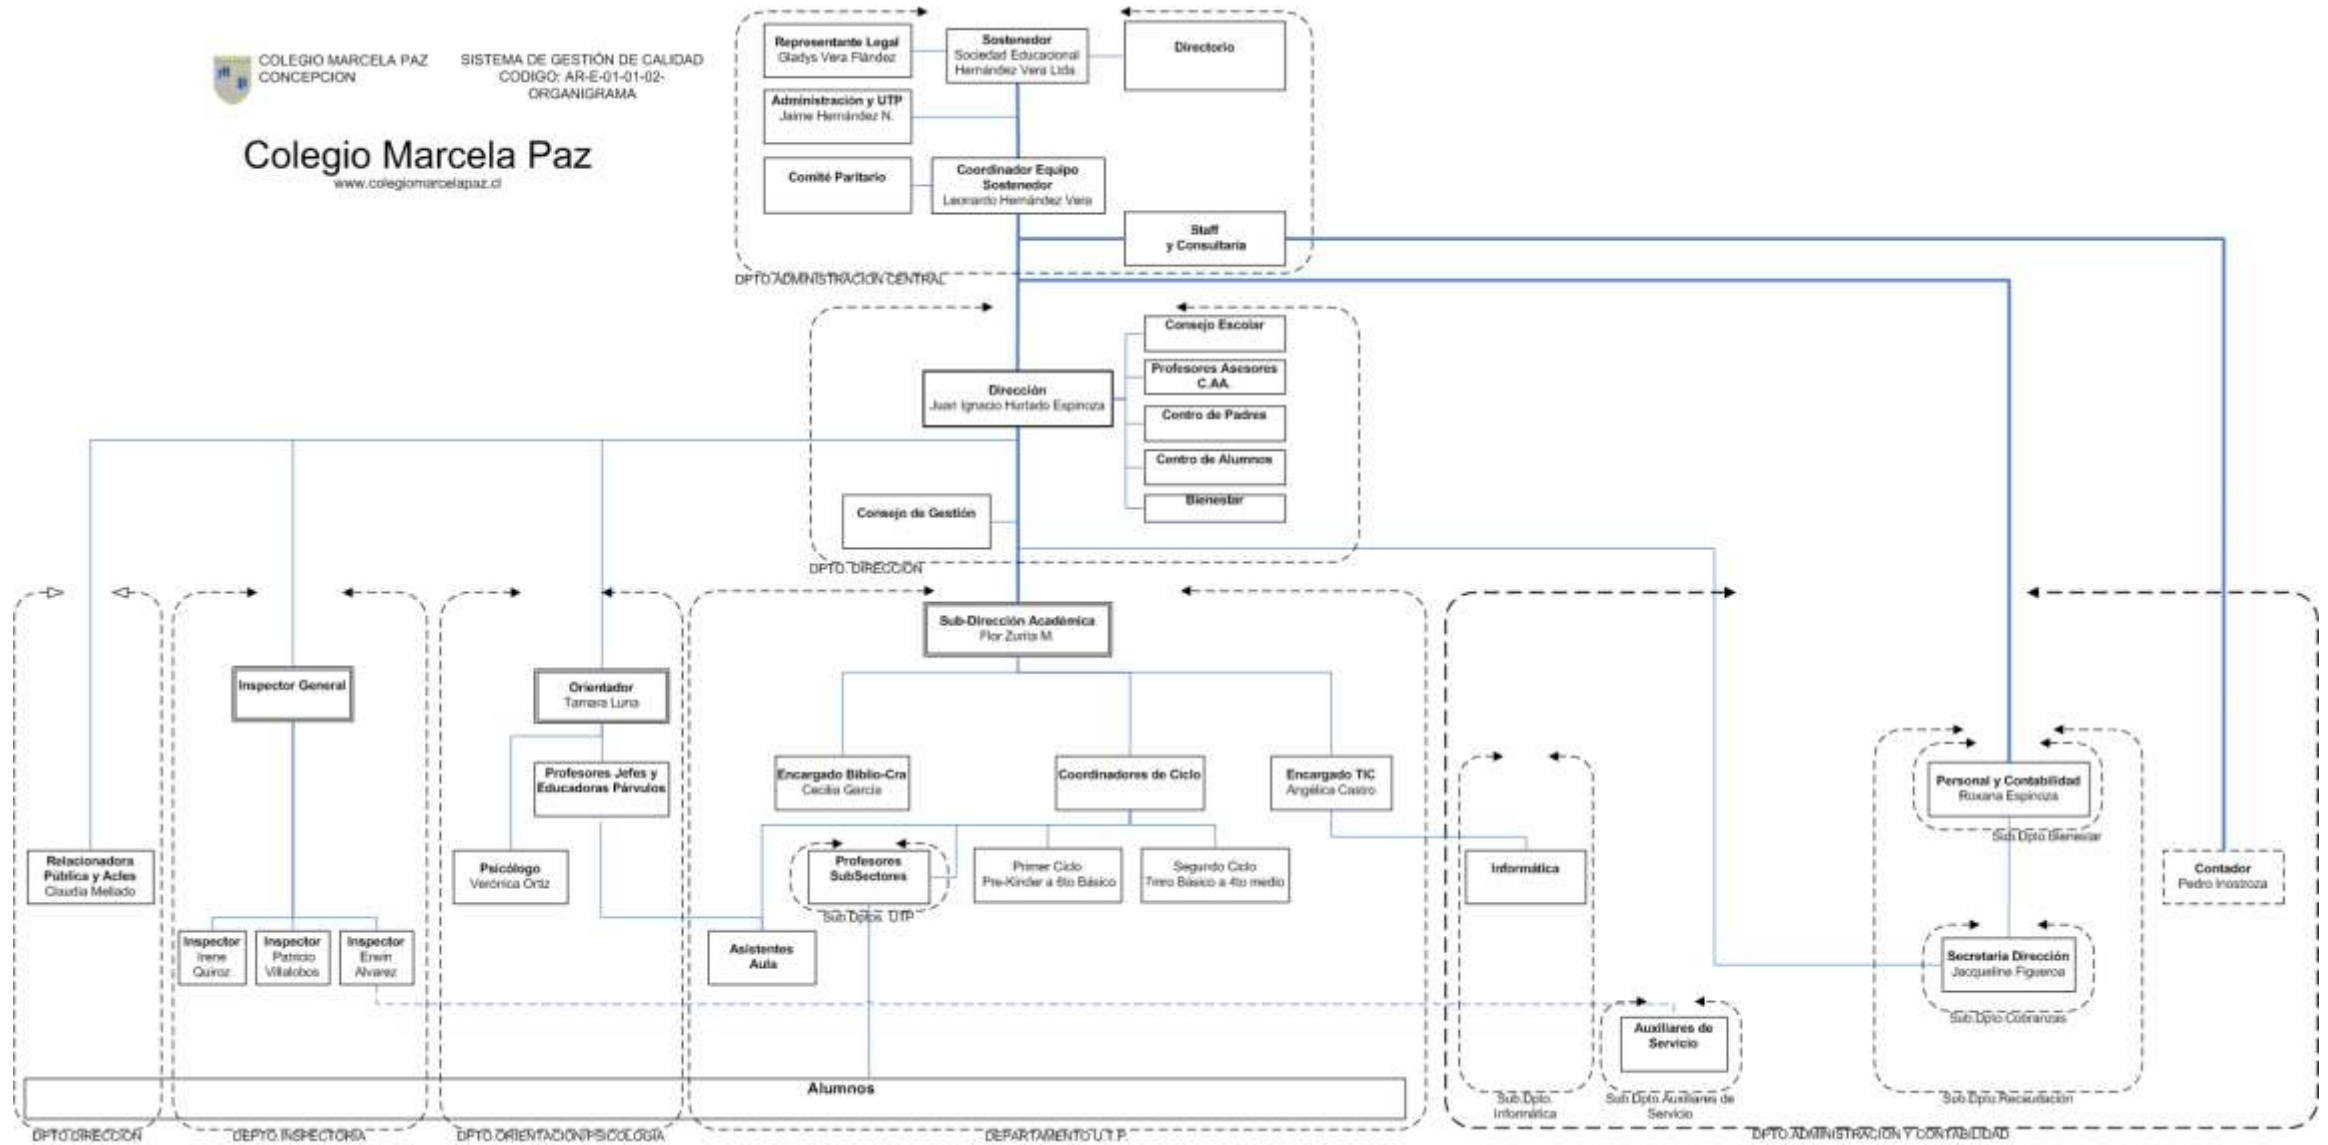 COLEGIO MARCELA PAZ
CONCEPCION
SISTEMA DE GESTIÓN DE CALIDAD
CODIGO: AR-E-01-01-02-
ORGANIGRAMA
Colegio Marcela Paz
www.colegiomarcelapaz.cl
Representante Legal
Gladys Vera Flández
Sostenedor
Sociedad Educacional
Hernández Vera Ltda.
Directorio
Administración y UTP
Jaime Hernández N.
Comité Paritario
Coordinador Equipo
Sostenedor
Leonardo Hernández Vera
Staff
y Consultaría
DPTO.ADMINISTRACION CENTRAL
Consejo Escolar
Profesores Asesores
C.AA.
Dirección
Juan Ignacio Hurtado Espinoza
Centro de Padres
Centro de Alumnos
Bienestar
Consejo de Gestión
DPTO. DIRECCION
Sub-Dirección Académica
Flor Zurita M.
Inspector General
Orientador
Tamara Luna
Profesores Jefes y
Educadoras Párvulos
Encargado Biblio-Cra
Cecilia García
Coordinadores de Ciclo
Encargado TIC
Angélica Castro
Personal y Contabilidad
Roxana Espinoza
Sub.Dpto Bienestar
Relacionadora
Pública y Acles
Claudia Mellado
Psicólogo
Verónica Ortiz
Profesores
SubSectores
Sub.Dptos. UTP
Primer Ciclo
Pre-Kinder a 6to Básico
Segundo Ciclo
7mro Básico a 4to medio
Informática
Contador
Pedro Inostroza
Inspector
Irene
Quiroz
Inspector
Patricio
Villalobos
Inspector
Erwin
Alvarez
Asistentes
Aula
Secretaria Dirección
Jacqueline Figueroa
Sub.Dpto Cobranzas
Auxiliares de
Servicio
Alumnos
Sub.Dpto.
Informática
Sub.Dpto.Auxiliares de
Servicio
Sub.Dpto.Recaudación
DPTO.DIRECCION
DEPTO.INSPECTORIA
DPTO.ORIENTACION/PSICOLOGIA
DEPARTAMENTO U.T.P.
DPTO.ADMINISTRACION Y CONTABILIDAD